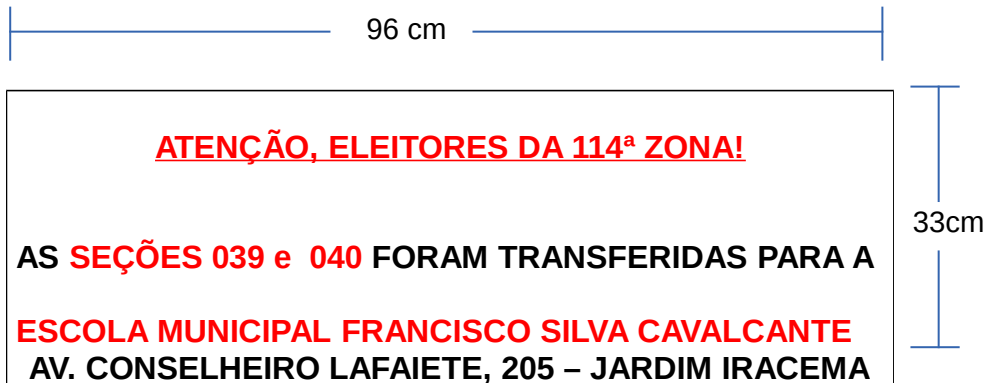 96 cm
ATENÇÃO, ELEITORES DA 114ª ZONA!
33cm
AS SEÇÕES 039 e  040 FORAM TRANSFERIDAS PARA A
ESCOLA MUNICIPAL FRANCISCO SILVA CAVALCANTE
AV. CONSELHEIRO LAFAIETE, 205 – JARDIM IRACEMA